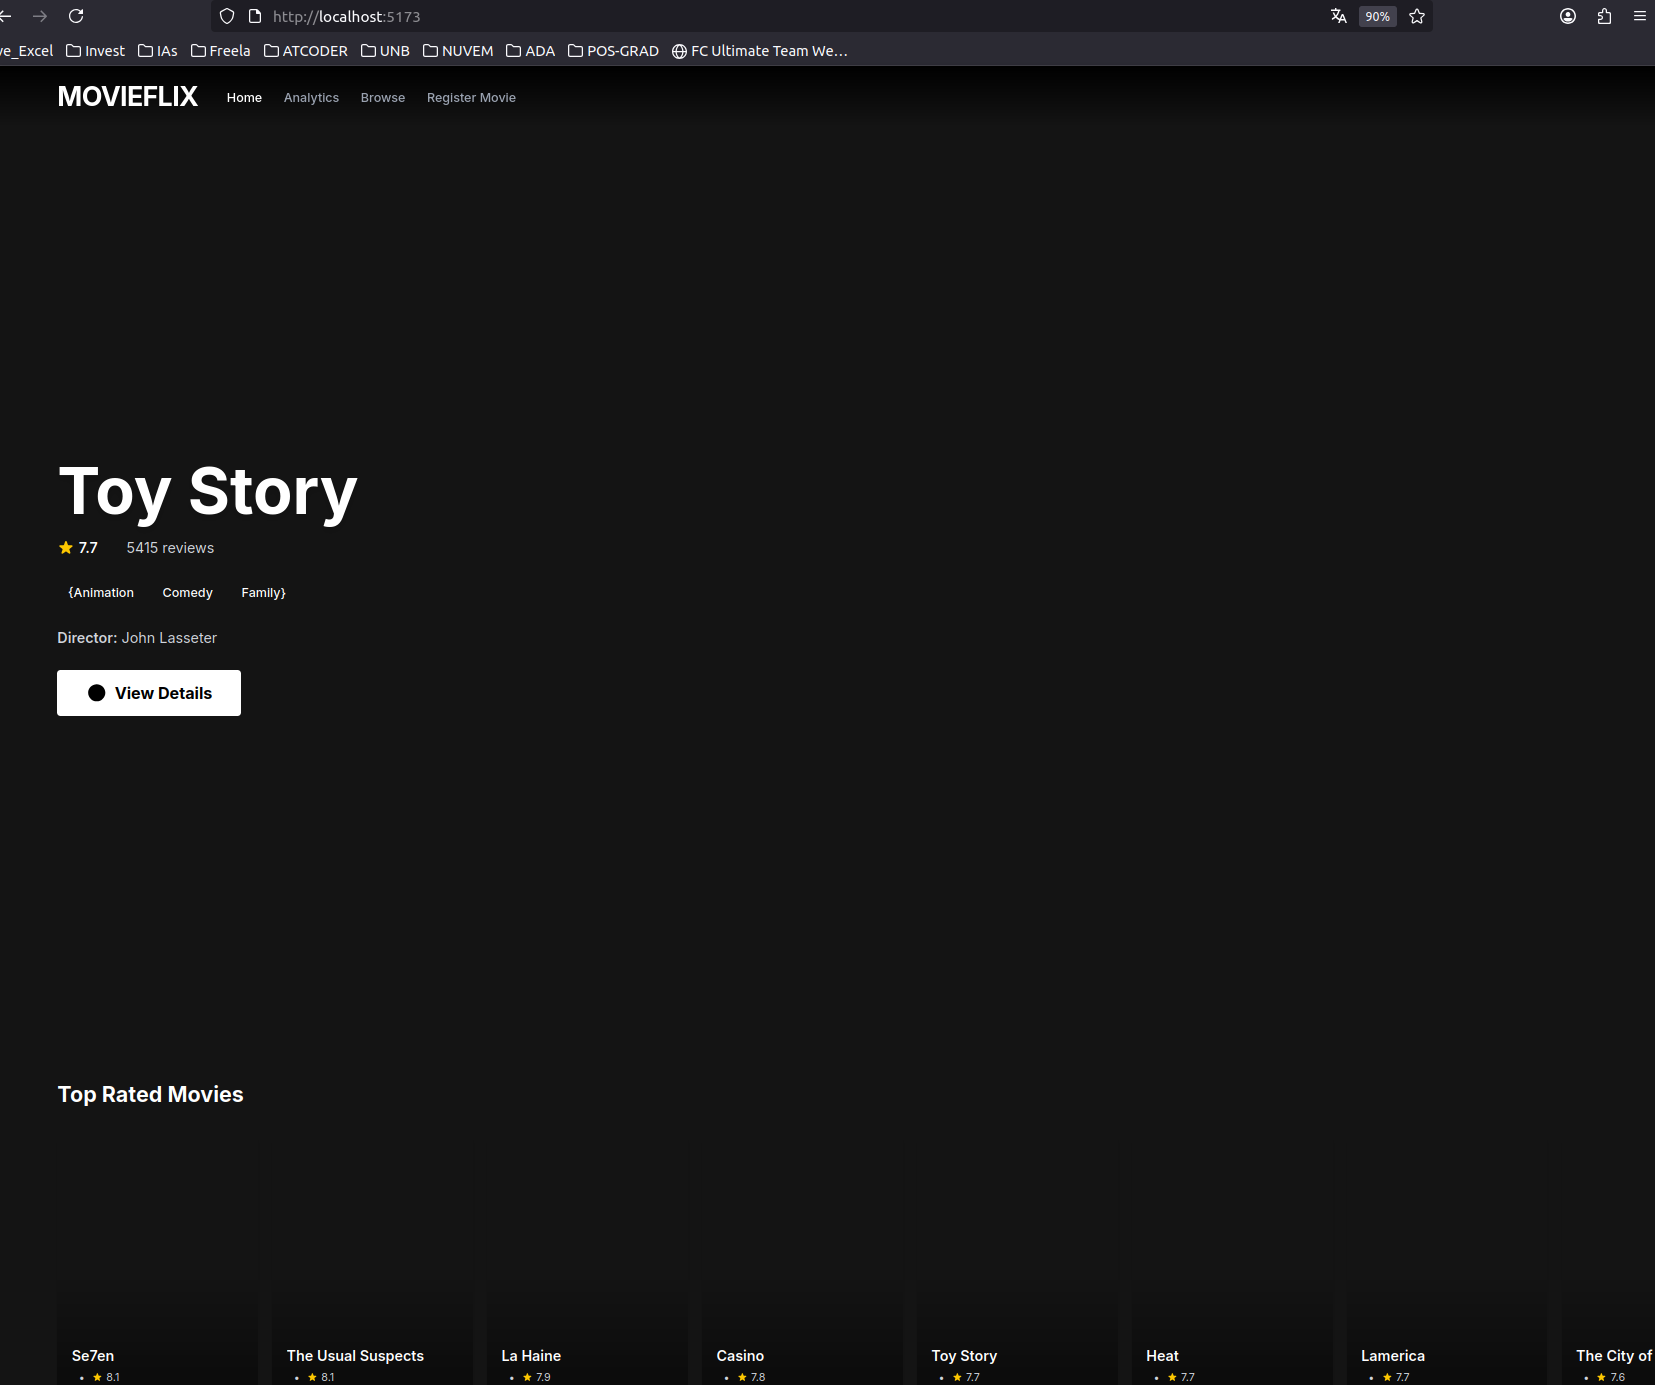 http://localhost:5173
90%
ve_Excel Invest IAs Freela ATCODER UNB NUVEM ADA POS-GRAD FC Ultimate Team We...
MOVIEFLIX Home Analytics Browse Register Movie
Toy Story
7.7 5415 reviews
{Animation Comedy Family}
Director: John Lasseter
View Details
Top Rated Movies
Se7en The Usual Suspects La Haine Casino Toy Story Heat Lamerica The City of
• 8.1 • 8.1 • 7.9 • 7.8 • 7.7 • 7.7 • 7.7 • 7.6